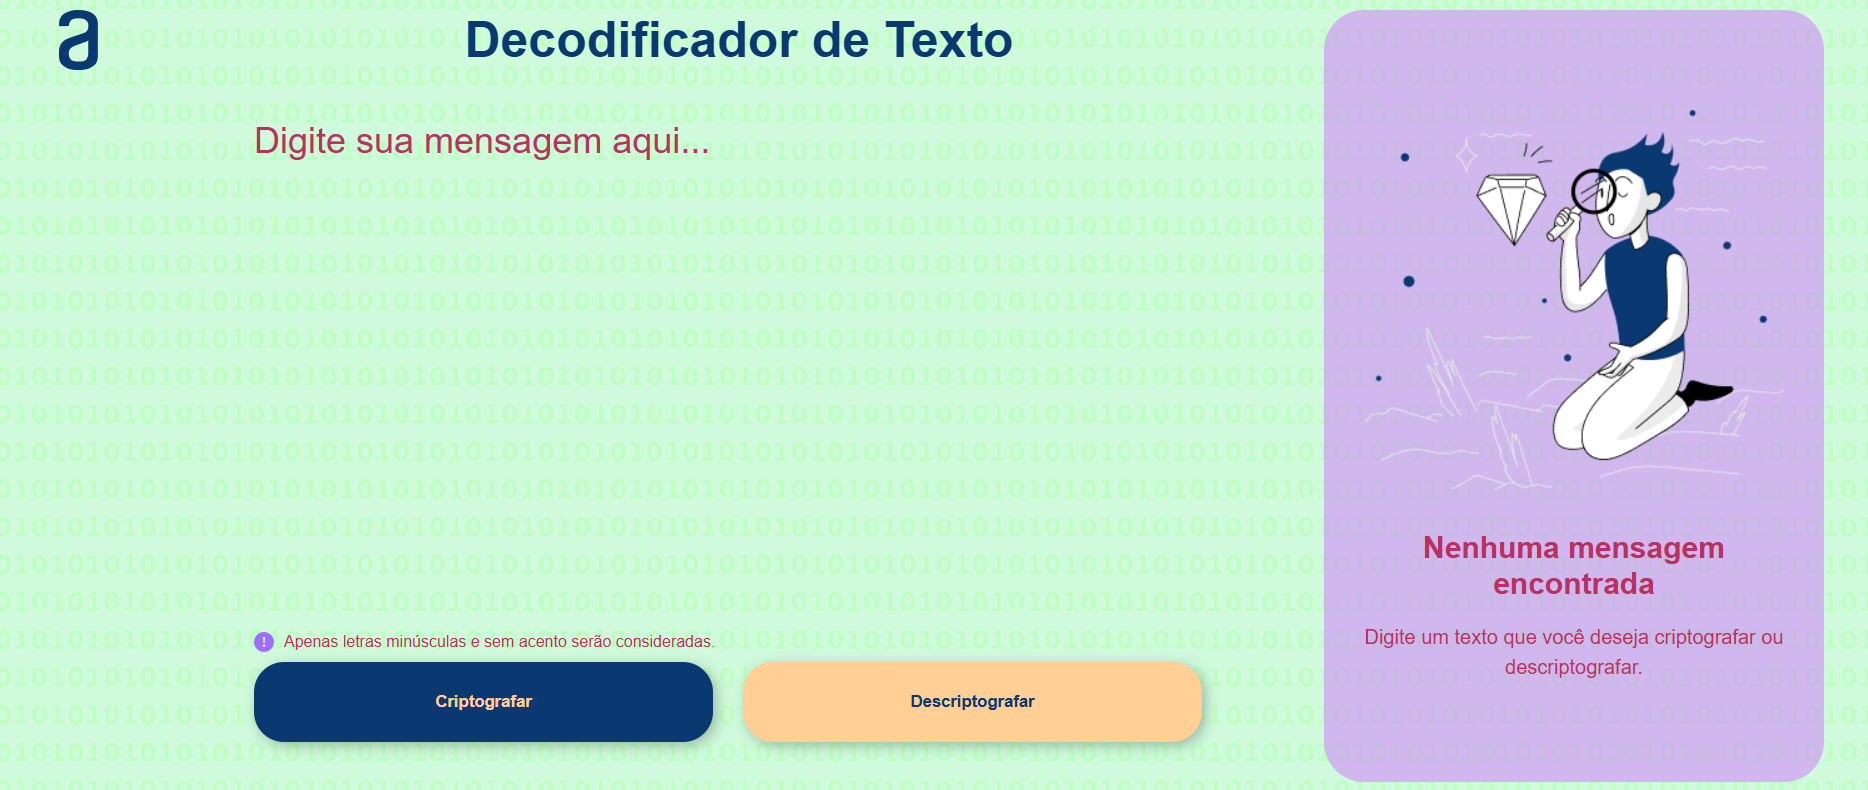 a
Decodificador de Texto
Digite sua mensagem aqui...
Apenas letras minúsculas e sem acento serão consideradas.
Criptografar
Descriptografar
Nenhuma mensagem
encontrada
Digite um texto que você deseja criptografar ou
descriptografar.